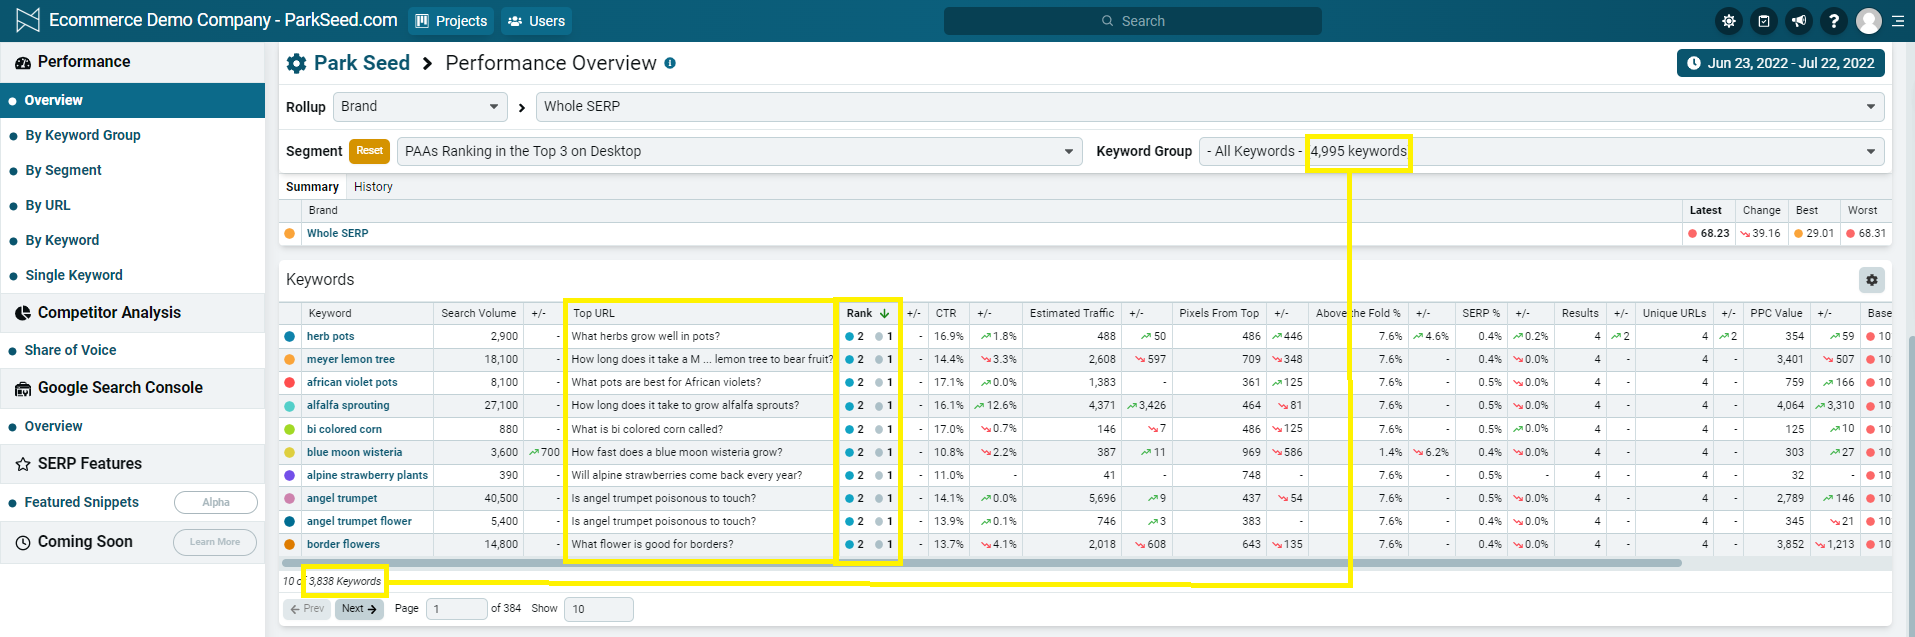 Ecommerce Demo Company - ParkSeed.com Projects Users Search ?
Performance
Overview
By Keyword Group
By Segment
By URL
By Keyword
Single Keyword
Competitor Analysis
Share of Voice
Google Search Console
Overview
SERP Features
Featured Snippets Alpha
Coming Soon Learn More
Park Seed > Performance Overview Jun 23, 2022 - Jul 22, 2022
Rollup Brand > Whole SERP
Segment Reset PAAs Ranking in the Top 3 on Desktop Keyword Group - All Keywords - 4,995 keywords
Summary History
Brand Latest Change Best Worst
Whole SERP 68.23 39.16 29.01 68.31
Keywords
Keyword Search Volume +/- Top URL Rank +/- CTR +/- Estimated Traffic +/- Pixels From Top +/- Above the Fold % +/- SERP % +/- Results +/- Unique URLs +/- PPC Value +/- Base
herb pots 2,900 - What herbs grow well in pots? 2 1 - 16.9% 1.8% 488 50 486 446 7.6% 4.6% 0.4% 0.2% 4 2 4 2 354 59 10
meyer lemon tree 18,100 - How long does it take a M ... lemon tree to bear fruit? 2 1 - 14.4% 3.3% 2,608 597 709 348 7.6% - 0.4% 0.0% 4 - 4 - 3,401 507 10
african violet pots 8,100 - What pots are best for African violets? 2 1 - 17.1% 0.0% 1,383 - 361 125 7.6% - 0.5% 0.0% 4 - 4 - 759 166 10
alfalfa sprouting 27,100 - How long does it take to grow alfalfa sprouts? 2 1 - 16.1% 12.6% 4,371 3,426 464 81 7.6% - 0.5% 0.0% 4 - 4 - 4,064 3,310 10
bi colored corn 880 - What is bi colored corn called? 2 1 - 17.0% 0.7% 146 7 486 125 7.6% - 0.5% 0.0% 4 - 4 - 125 10 10
blue moon wisteria 3,600 700 How fast does a blue moon wisteria grow? 2 1 - 10.8% 2.2% 387 11 969 586 1.4% 6.2% 0.4% 0.0% 4 - 4 - 303 27 10
alpine strawberry plants 390 - Will alpine strawberries come back every year? 2 1 - 11.0% - 41 - 748 - 7.6% - 0.5% - 4 - 4 - 32 - 10
angel trumpet 40,500 - Is angel trumpet poisonous to touch? 2 1 - 14.1% 0.0% 5,696 9 437 54 7.6% - 0.5% 0.0% 4 - 4 - 2,789 146 10
angel trumpet flower 5,400 - Is angel trumpet poisonous to touch? 2 1 - 13.9% 0.1% 746 3 383 - 7.6% - 0.4% 0.0% 4 - 4 - 345 21 10
border flowers 14,800 - What flower is good for borders? 2 1 - 13.7% 4.1% 2,018 608 643 135 7.6% - 0.4% 0.0% 4 - 4 - 3,852 1,213 10
10 of 3,838 Keywords
Prev Next Page 1 of 384 Show 10